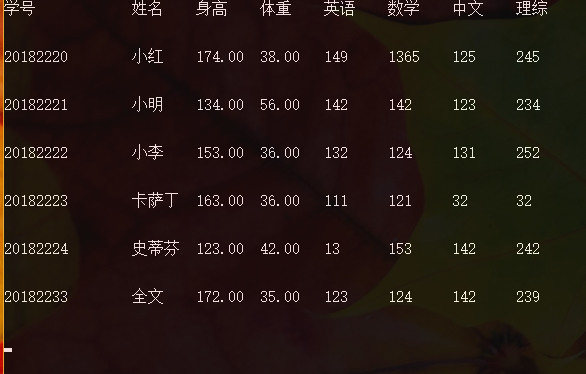 学号 姓名 身高 体重 英语 数学 中文 理综
20182220 小红 174.00 38.00 149 1365 125 245
20182221 小明 134.00 56.00 142 142 123 234
20182222 小李 153.00 36.00 132 124 131 252
20182223 卡萨丁 163.00 36.00 111 121 32 32
20182224 史蒂芬 123.00 42.00 13 153 142 242
20182233 全文 172.00 35.00 123 124 142 239